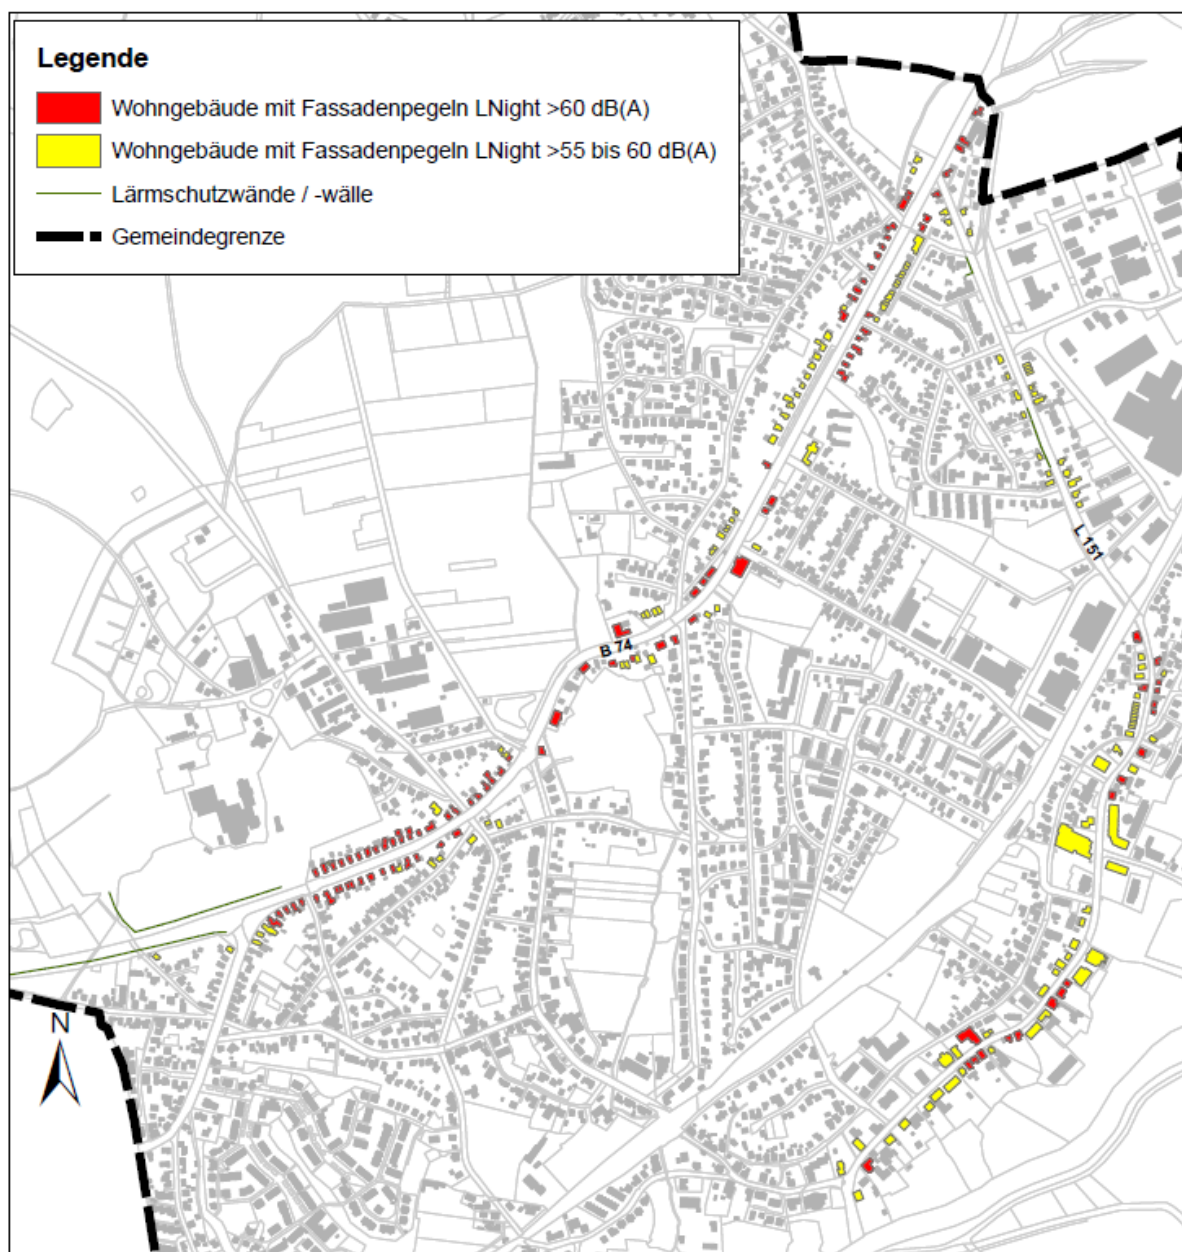 Legende
Wohngebäude mit Fassadenpegeln LNight >60 dB(A)
Wohngebäude mit Fassadenpegeln LNight >55 bis 60 dB(A)
Lärmschutzwände / -wälle
Gemeindegrenze
L 151
B 74
N